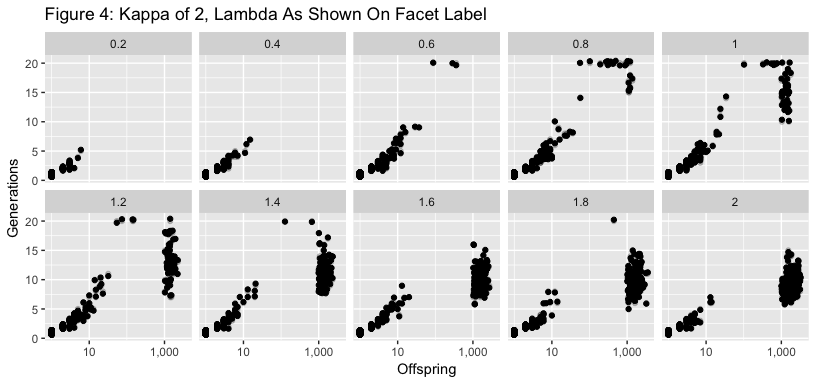 Figure 4: Kappa of 2, Lambda As Shown On Facet Label
0.2 0.4 0.6 0.8 1
20
15
10
5
0
1.2 1.4 1.6 1.8 2
20
15
10
5
0
Generations
10 1,000 10 1,000 10 1,000 10 1,000 10 1,000
Offspring